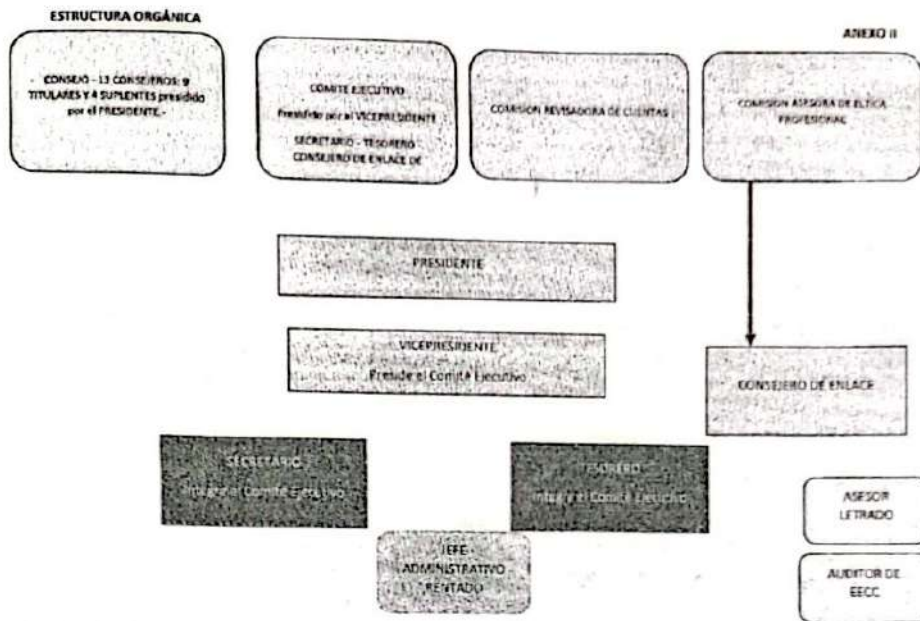 ESTRUCTURA ORGÁNICA
ANEXO II
CONSEJO - 13 CONSEJEROS: 9
TITULARES Y 4 SUPLENTES presidido
por el PRESIDENTE.-
COMITE EJECUTIVO
Presidido por el VICEPRESIDENTE
SECRETARIO - TESORERO
CONSEJERO DE ENLACE DE
COMISION REVISADORA DE CUENTAS
COMISION ASESORA DE ETICA
PROFESIONAL
PRESIDENTE
VICEPRESIDENTE
Preside el Comité Ejecutivo
CONSEJERO DE ENLACE
SECRETARIO
Integra el Comité Ejecutivo
TESORERO
Integra el Comité Ejecutivo
ASESOR
LETRADO
JEFE -
ADMINISTRATIVO
RENTADO
AUDITOR DE
EECC